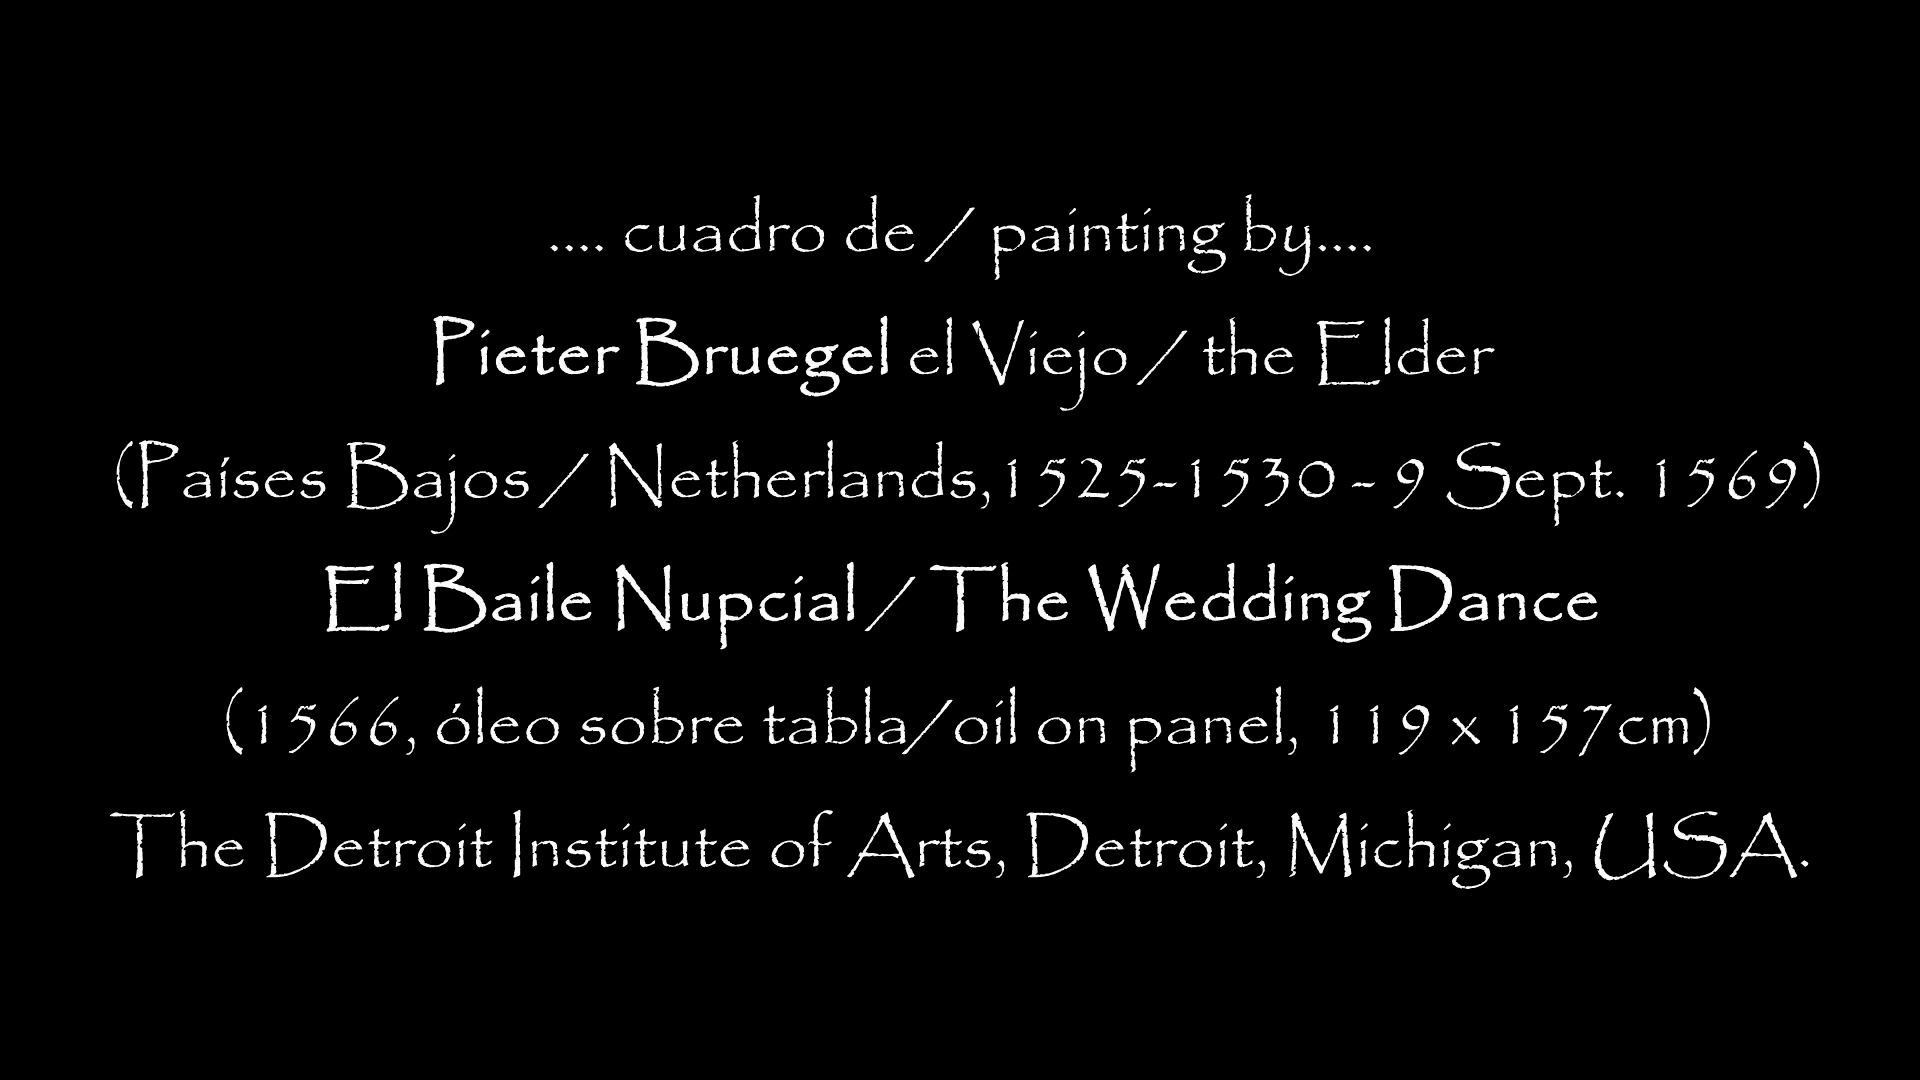 .... cuadro de / painting by....
Pieter Bruegel el Viejo / the Elder
(Países Bajos / Netherlands,1525-1530 - 9 Sept. 1569)
El Baile Nupcial / The Wedding Dance
(1566, óleo sobre tabla/oil on panel, 119 x 157cm)
The Detroit Institute of Arts, Detroit, Michigan, USA.